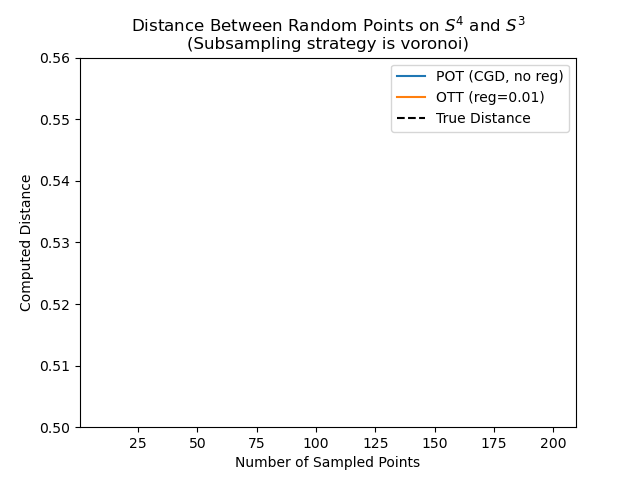 Distance Between Random Points on $S^4$ and $S^3$
(Subsampling strategy is voronoi)
0.56
0.55
0.54
0.53
0.52
0.51
0.50
Computed Distance
POT (CGD, no reg)
OTT (reg=0.01)
True Distance
25 50 75 100 125 150 175 200
Number of Sampled Points